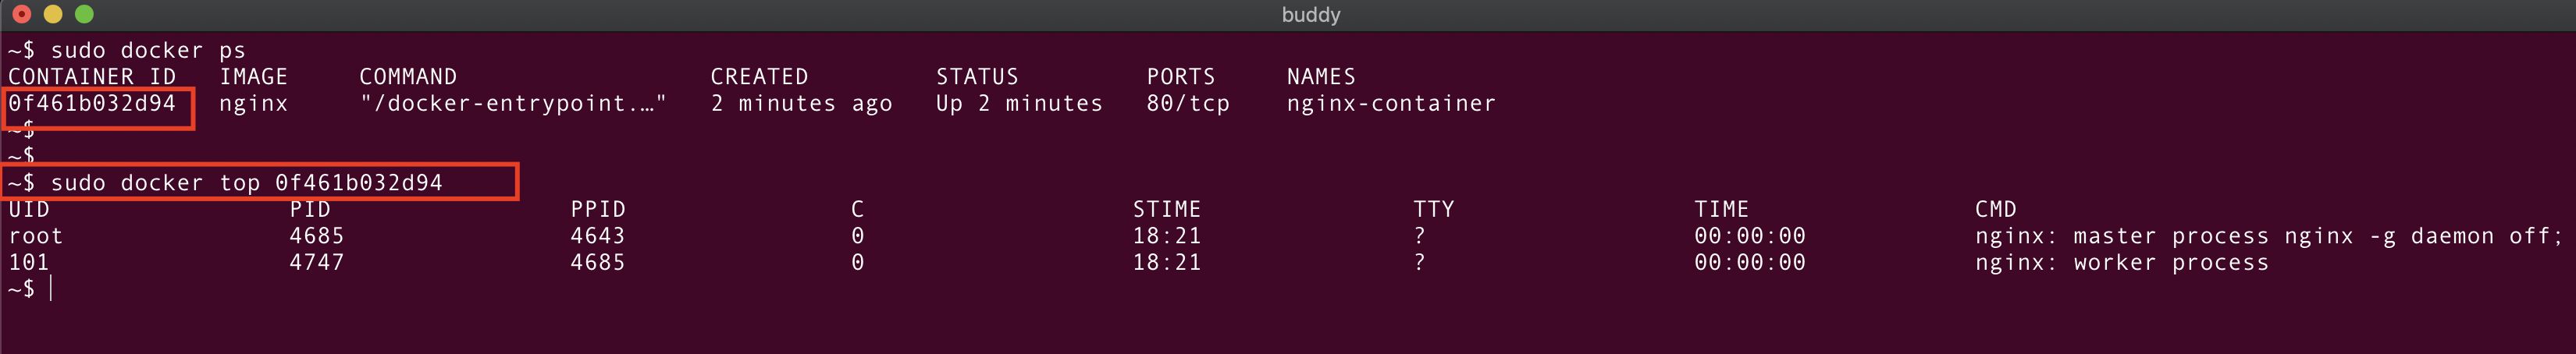 buddy
~$ sudo docker ps
CONTAINER ID IMAGE COMMAND CREATED STATUS PORTS NAMES
0f461b032d94 nginx "/docker-entrypoint.…" 2 minutes ago Up 2 minutes 80/tcp nginx-container
~$
~$
~$ sudo docker top 0f461b032d94
UID PID PPID C STIME TTY TIME CMD
root 4685 4643 0 18:21 ? 00:00:00 nginx: master process nginx -g daemon off;
101 4747 4685 0 18:21 ? 00:00:00 nginx: worker process
~$